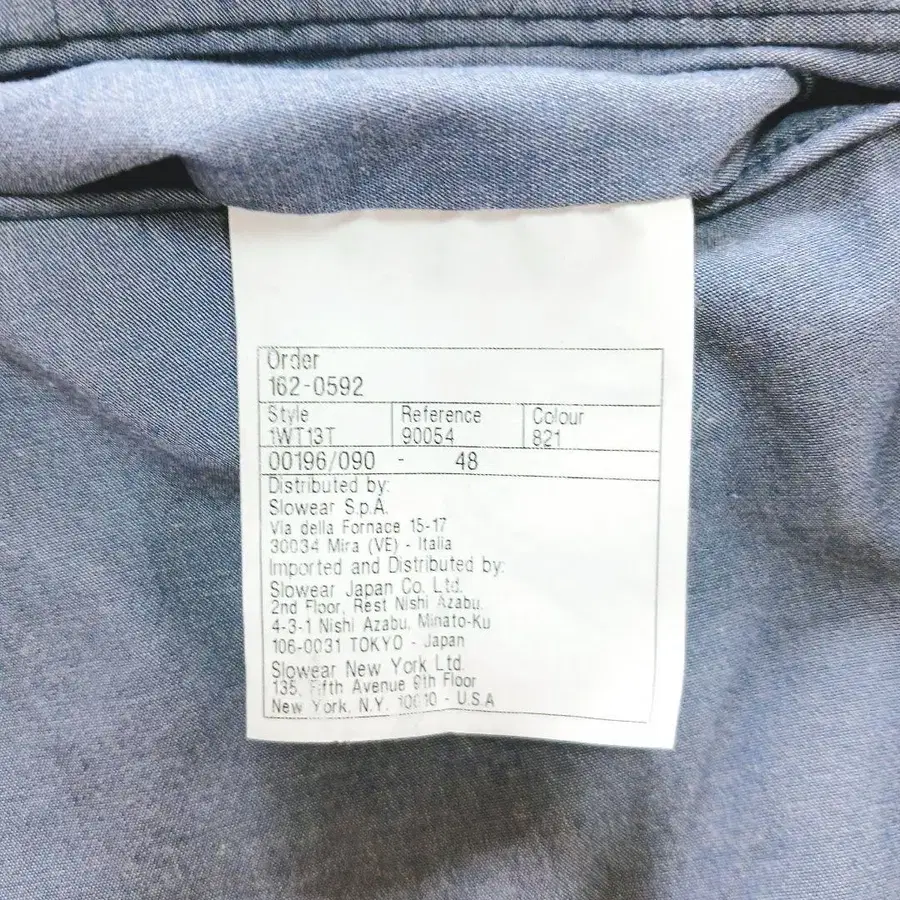 Order
162-0592
Style Reference Colour
1WT13T 90054 821
00196/090 - 48
Distributed by:
Slowear S.p.A.
Via della Fornace 15-17
30034 Mira (VE) - Italia
Imported and Distributed by:
Slowear Japan Co. Ltd.
2nd Floor, Rest Nishi Azabu.
4-3-1 Nishi Azabu, Minato-Ku
106-0031 TOKYO - Japan
Slowear New York Ltd.
135, Fifth Avenue 9th Floor
New York, N.Y. 10010 - U.S.A